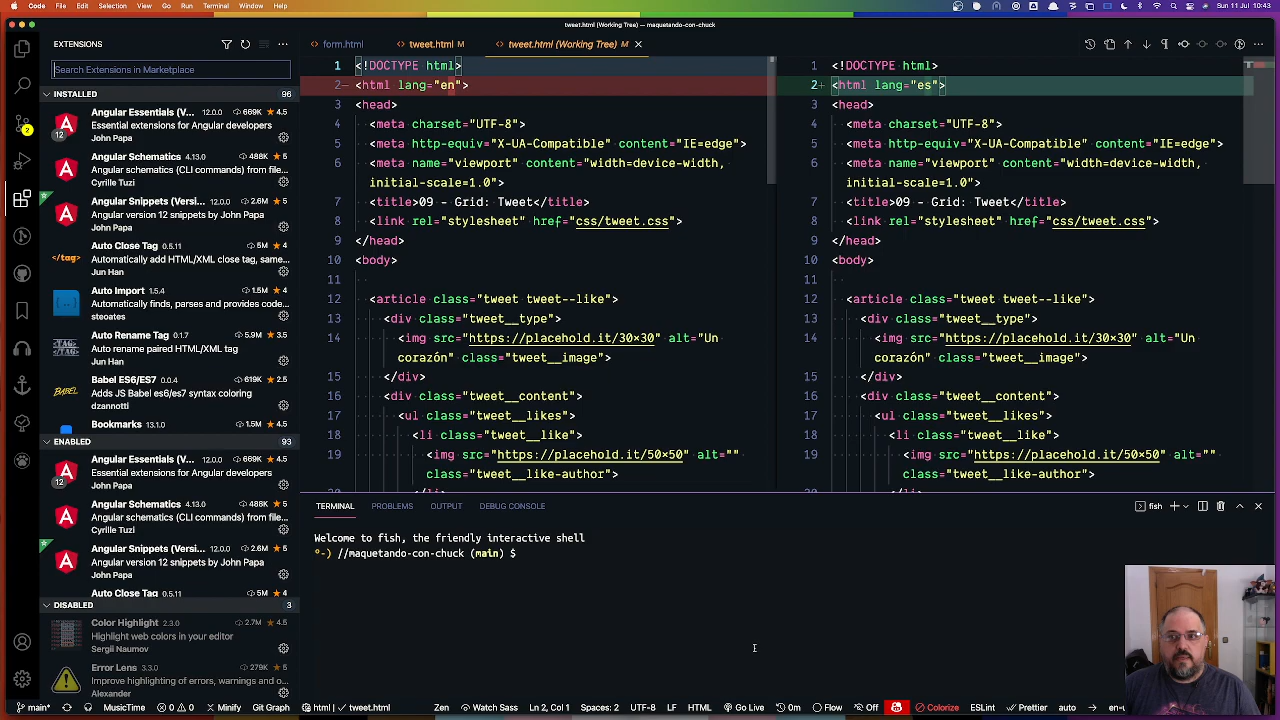 Code File Edit Selection View Go Run Terminal Window Help
Sun 19 Jun 10:43
tweet.html (Working Tree) — maquetando-con-chuck
EXTENSIONS
Search Extensions in Marketplace
INSTALLED 96
Angular Essentials (V... 12.0.0 669K 5
Essential extensions for Angular developers
12 John Papa
Angular Schematics 4.13.0 488K 5
Angular schematics (CLI commands) from file...
Cyrille Tuzi
Angular Snippets (Versi... 12.0.0 2.6M 5
Angular version 12 snippets by John Papa
John Papa
Auto Close Tag 0.5.11 5M 4
</tag> Automatically add HTML/XML close tag, same...
Jun Han
Auto Import 1.5.4 1.6M 4
Automatically finds, parses and provides code...
steoates
Auto Rename Tag 0.1.7 5.9M 3.5
Auto rename paired HTML/XML tag
Jun Han
Babel ES6/ES7 0.0.4 619K 2.5
BABEL Adds JS Babel es6/es7 syntax coloring
dzannotti
Bookmarks 13.1.0 1.5M 4.5
ENABLED 93
Angular Essentials (V... 12.0.0 669K 5
Essential extensions for Angular developers
12 John Papa
Angular Schematics 4.13.0 488K 5
Angular schematics (CLI commands) from file...
Cyrille Tuzi
Angular Snippets (Versi... 12.0.0 2.6M 5
Angular version 12 snippets by John Papa
John Papa
Auto Close Tag 0.5.11 5M 4
DISABLED 3
Color Highlight 2.3.0 2.7M 4.5
Highlight web colors in your editor
Sergii Naumov
Error Lens 3.3.0 279K 5
Improve highlighting of errors, warnings and o...
Alexander
form.html tweet.html M tweet.html (Working Tree) M
1 <!DOCTYPE html>
2− <html lang="en">
3 <head>
4 <meta charset="UTF-8">
5 <meta http-equiv="X-UA-Compatible" content="IE=edge">
6 <meta name="viewport" content="width=device-width,
initial-scale=1.0">
7 <title>09 - Grid: Tweet</title>
8 <link rel="stylesheet" href="css/tweet.css">
9 </head>
10 <body>
11
12 <article class="tweet tweet--like">
13 <div class="tweet__type">
14 <img src="https://placehold.it/30×30" alt="Un
corazón" class="tweet__image">
15 </div>
16 <div class="tweet__content">
17 <ul class="tweet__likes">
18 <li class="tweet__like">
19 <img src="https://placehold.it/50×50" alt=""
class="tweet__like-author">
1 <!DOCTYPE html>
2+ <html lang="es">
3 <head>
4 <meta charset="UTF-8">
5 <meta http-equiv="X-UA-Compatible" content="IE=edge">
6 <meta name="viewport" content="width=device-width,
initial-scale=1.0">
7 <title>09 - Grid: Tweet</title>
8 <link rel="stylesheet" href="css/tweet.css">
9 </head>
10 <body>
11
12 <article class="tweet tweet--like">
13 <div class="tweet__type">
14 <img src="https://placehold.it/30×30" alt="Un
corazón" class="tweet__image">
15 </div>
16 <div class="tweet__content">
17 <ul class="tweet__likes">
18 <li class="tweet__like">
19 <img src="https://placehold.it/50×50" alt=""
class="tweet__like-author">
TERMINAL PROBLEMS OUTPUT DEBUG CONSOLE fish
Welcome to fish, the friendly interactive shell
°-) //maquetando-con-chuck (main) $
main* 0 0 MusicTime Minify Git Graph tweet.html Zen Watch Sass Ln 2, Col 1 Spaces: 2 UTF-8 LF HTML Go Live 0m Flow Off Colorize ESLint Prettier auto en-u